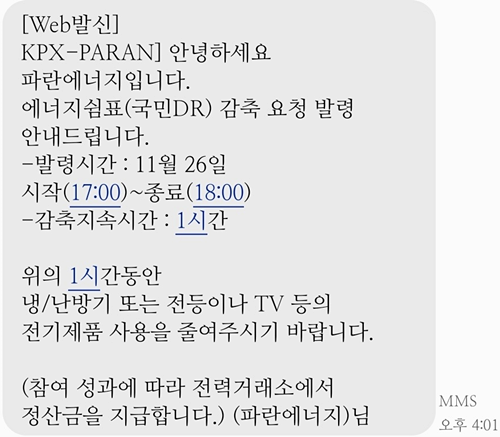 [Web발신]
KPX-PARAN] 안녕하세요
파란에너지입니다.
에너지쉼표(국민DR) 감축 요청 발령
안내드립니다.
-발령시간 : 11월 26일
시작(17:00)~종료(18:00)
-감축지속시간 : 1시간
위의 1시간동안
냉/난방기 또는 전등이나 TV 등의
전기제품 사용을 줄여주시기 바랍니다.
(참여 성과에 따라 전력거래소에서
정산금을 지급합니다.) (파란에너지)님
MMS
오후 4:01